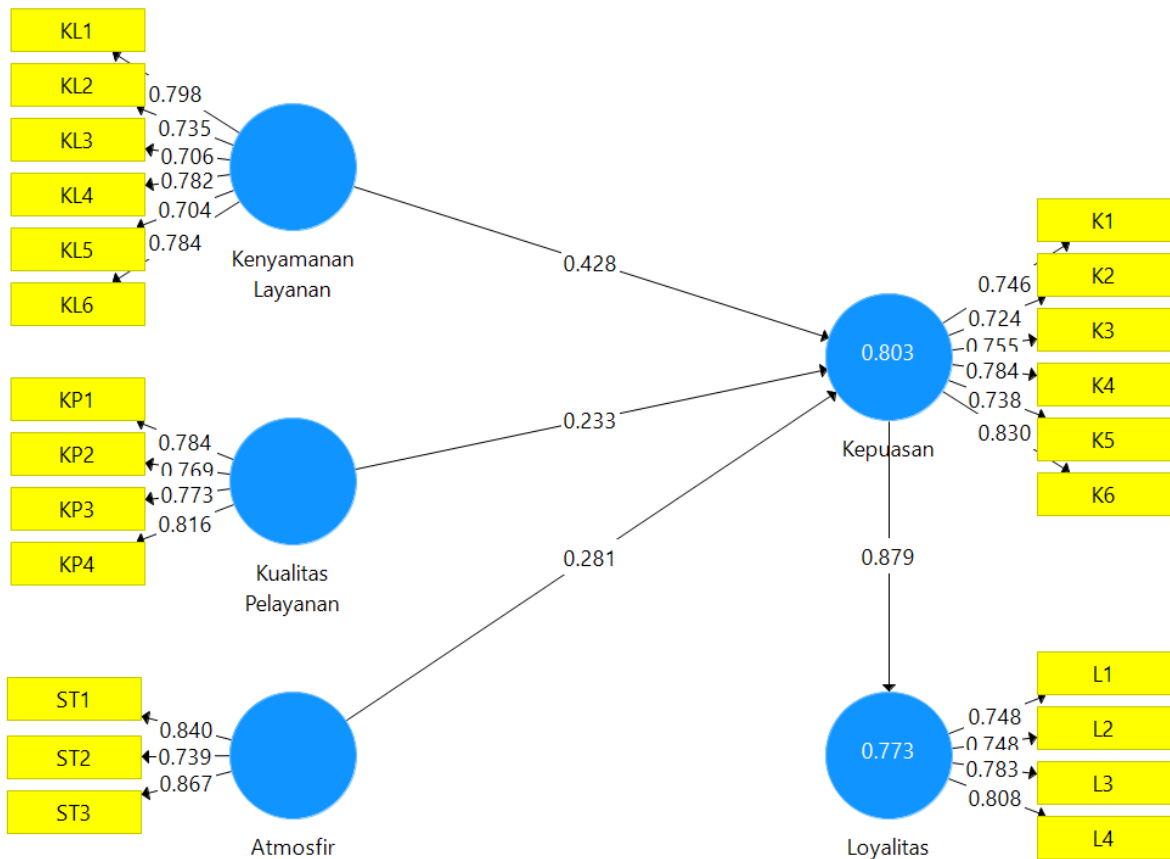 KL1
KL2
KL3
KL4
KL5
KL6
0.798
0.735
0.706
0.782
0.704
0.784
Kenyamanan
Layanan
KP1
KP2
KP3
KP4
0.784
0.769
0.773
0.816
Kualitas
Pelayanan
ST1
ST2
ST3
0.840
0.739
0.867
Atmosfir
0.428
0.233
0.281
0.803
Kepuasan
0.746
0.724
0.755
0.784
0.738
0.830
K1
K2
K3
K4
K5
K6
0.879
0.773
Loyalitas
0.748
0.748
0.783
0.808
L1
L2
L3
L4